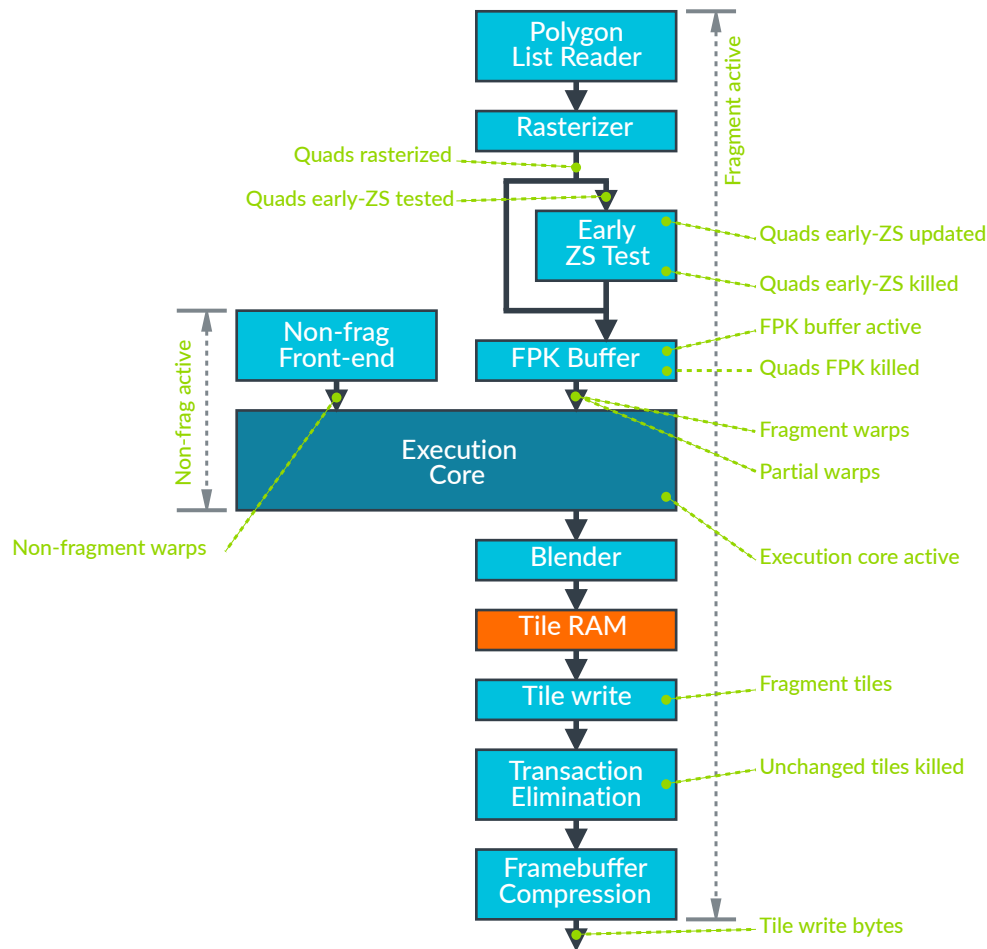 Polygon
List Reader
Fragment active
Rasterizer
Quads rasterized
Quads early-ZS tested
Early
ZS Test
Quads early-ZS updated
Quads early-ZS killed
Non-frag
Front-end
FPK Buffer
FPK buffer active
Quads FPK killed
Non-frag active
Execution
Core
Fragment warps
Partial warps
Non-fragment warps
Execution core active
Blender
Tile RAM
Tile write
Fragment tiles
Transaction
Elimination
Unchanged tiles killed
Framebuffer
Compression
Tile write bytes